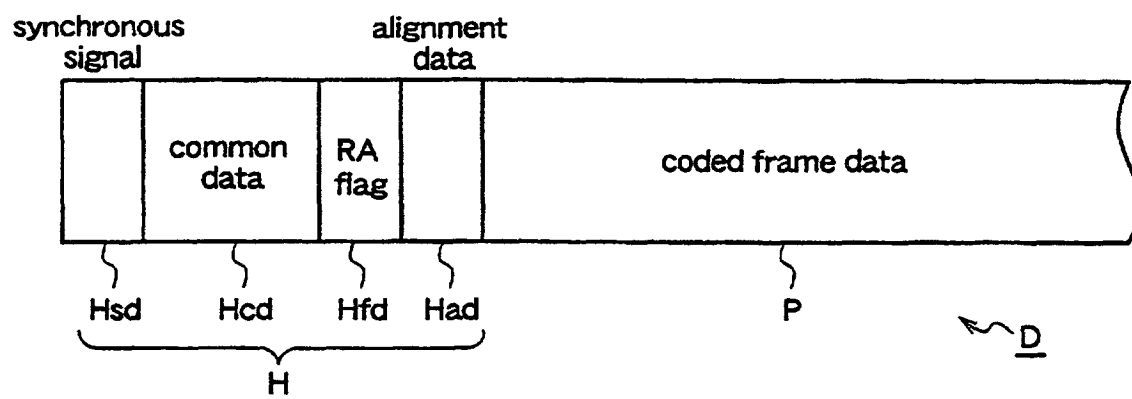 synchronous
signal
alignment
data
common
data
RA
flag
coded frame data
Hsd
Hcd
Hfd
Had
P
D
H